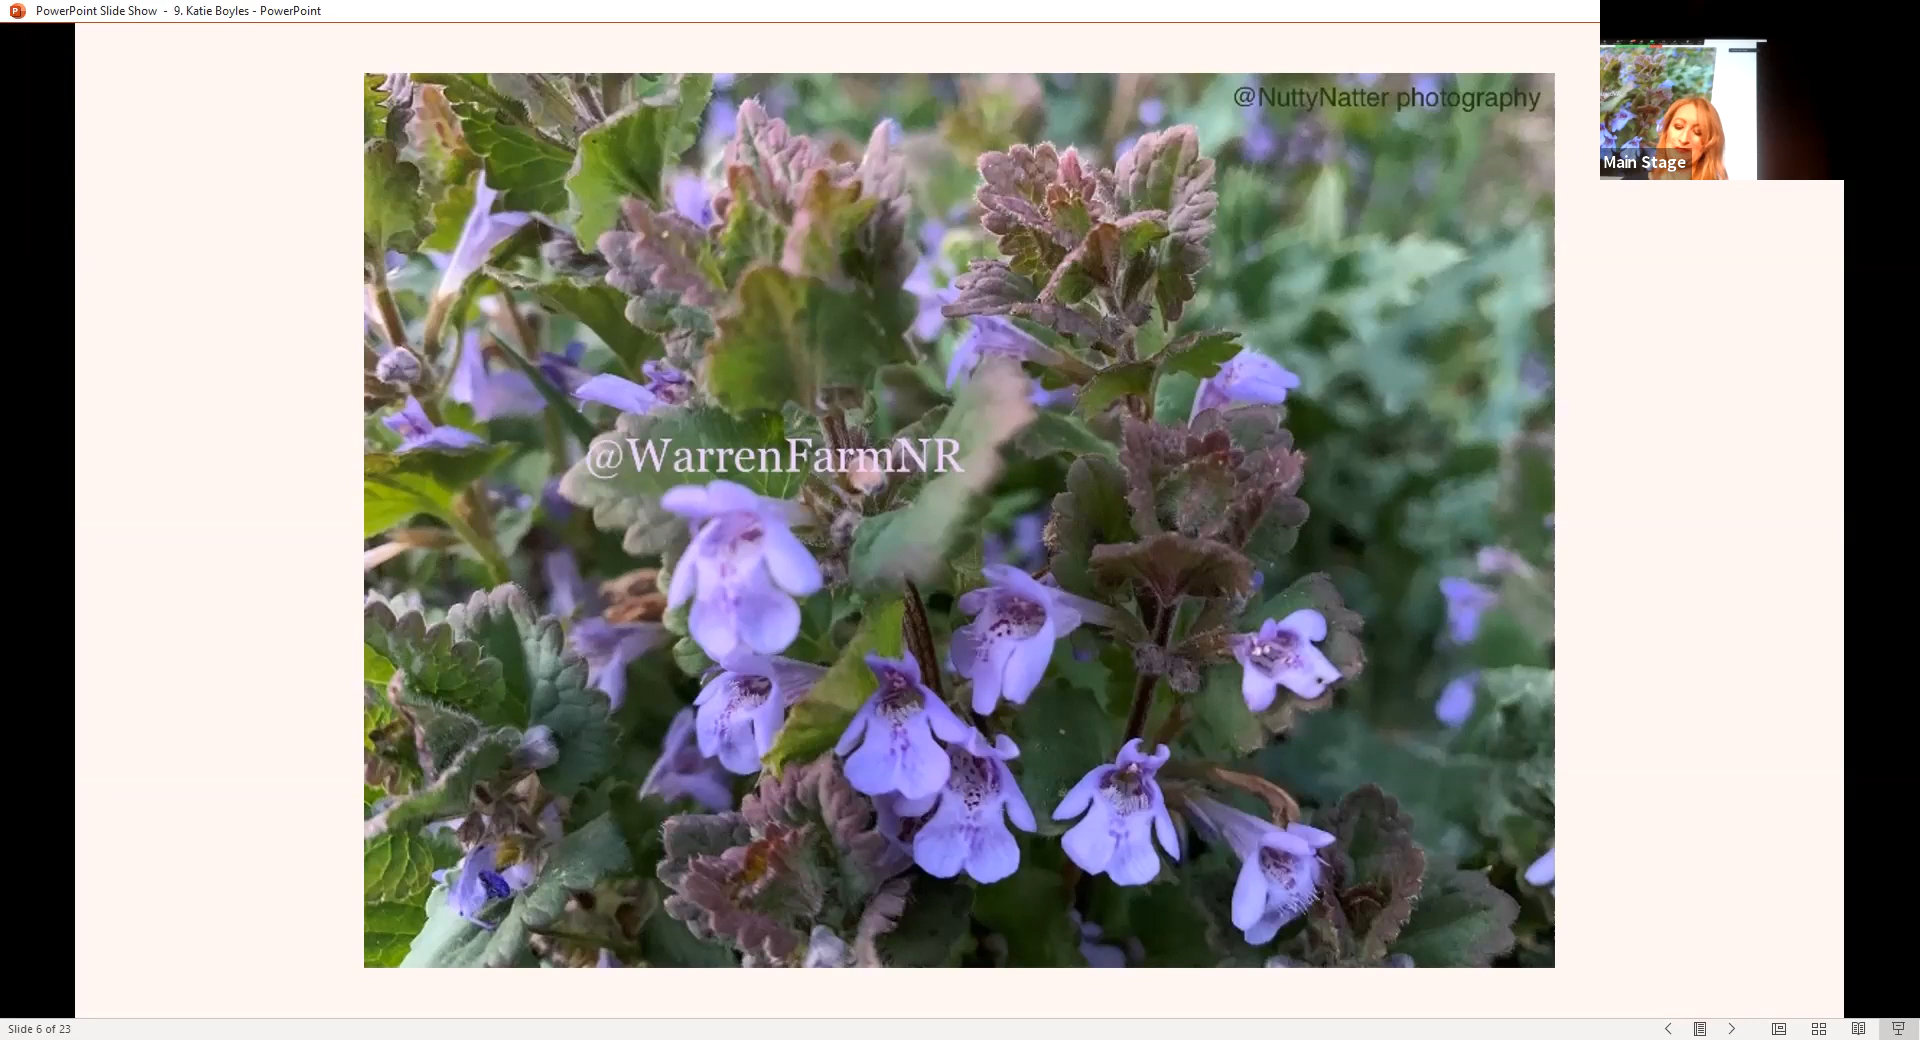 PowerPoint Slide Show - 9. Katie Boyles - PowerPoint
@NuttyNatter photography
Main Stage
@WarrenFarmNR
Slide 6 of 23